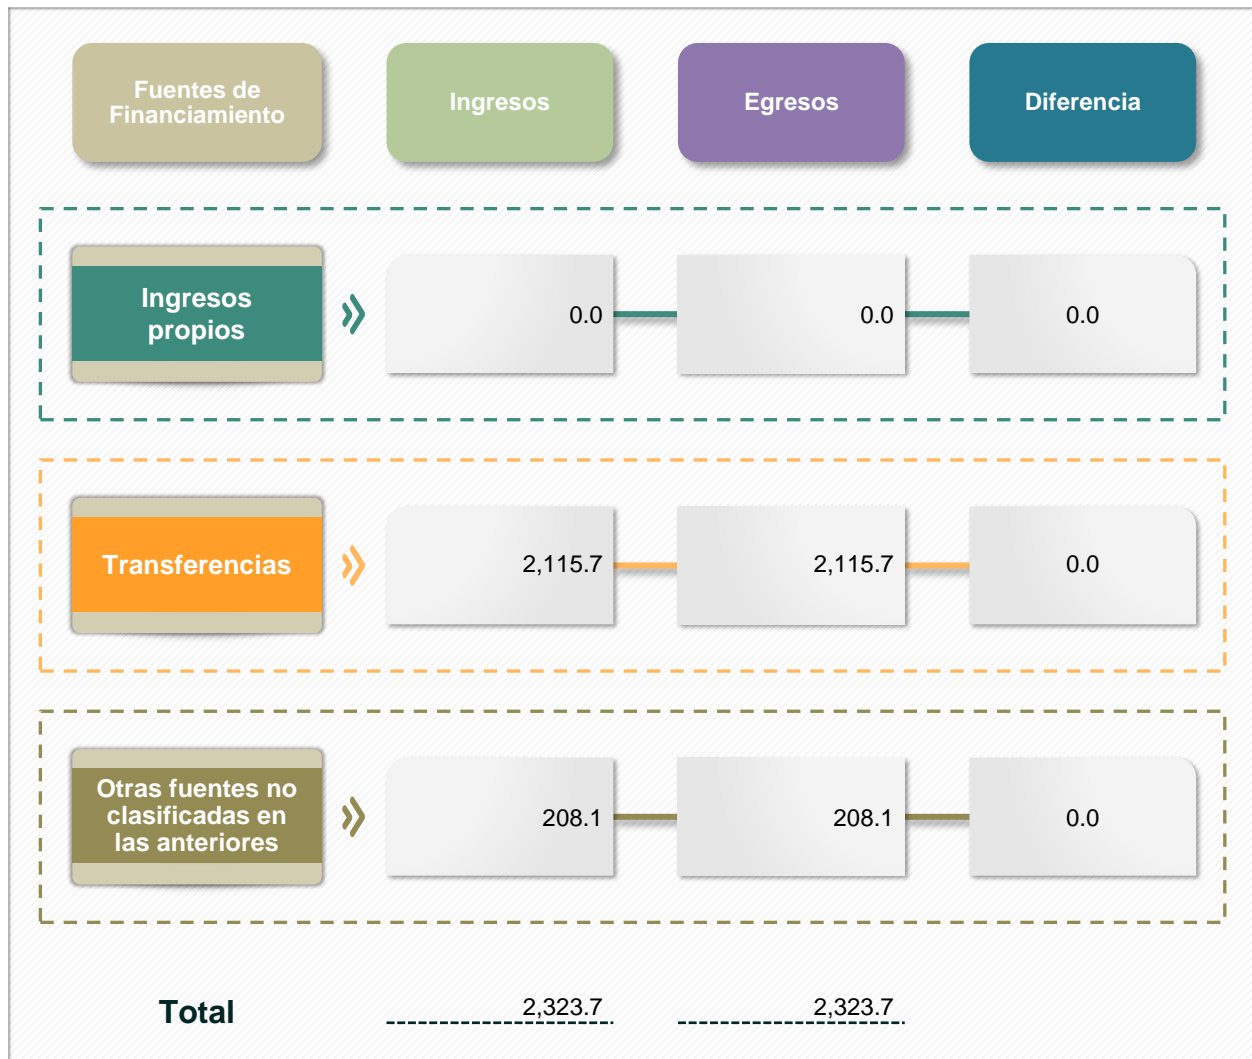 Fuentes de
Financiamiento
Ingresos
Egresos
Diferencia
Ingresos
propios
0.0
0.0
0.0
Transferencias
2,115.7
2,115.7
0.0
Otras fuentes no
clasificadas en
las anteriores
208.1
208.1
0.0
Total
2,323.7
2,323.7